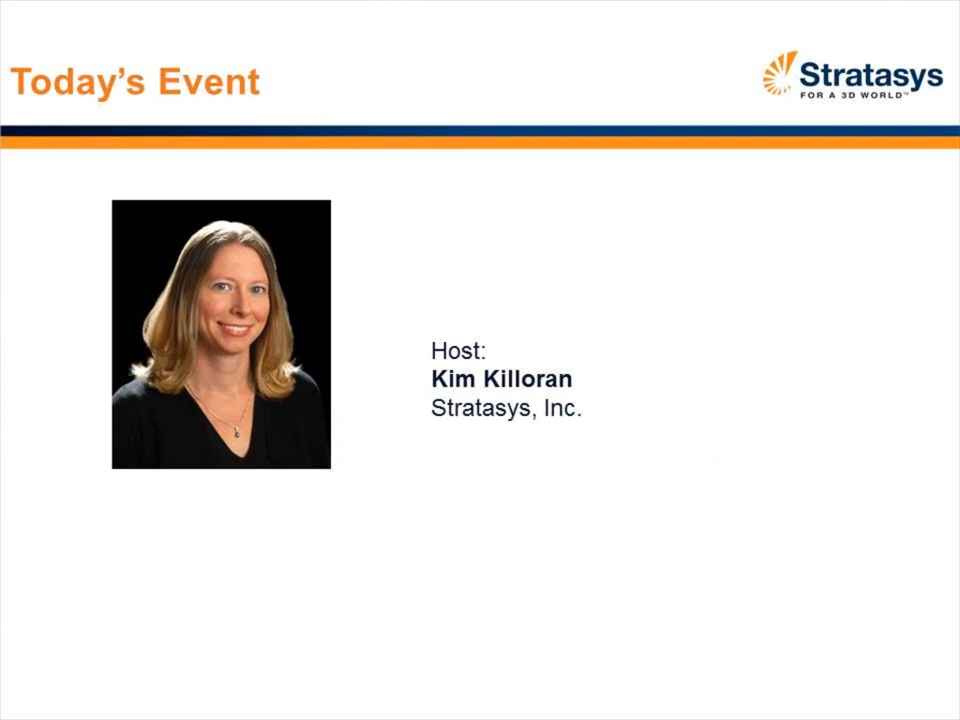 Today's Event
Stratasys
FOR A 3D WORLD™
Host:
Kim Killoran
Stratasys, Inc.